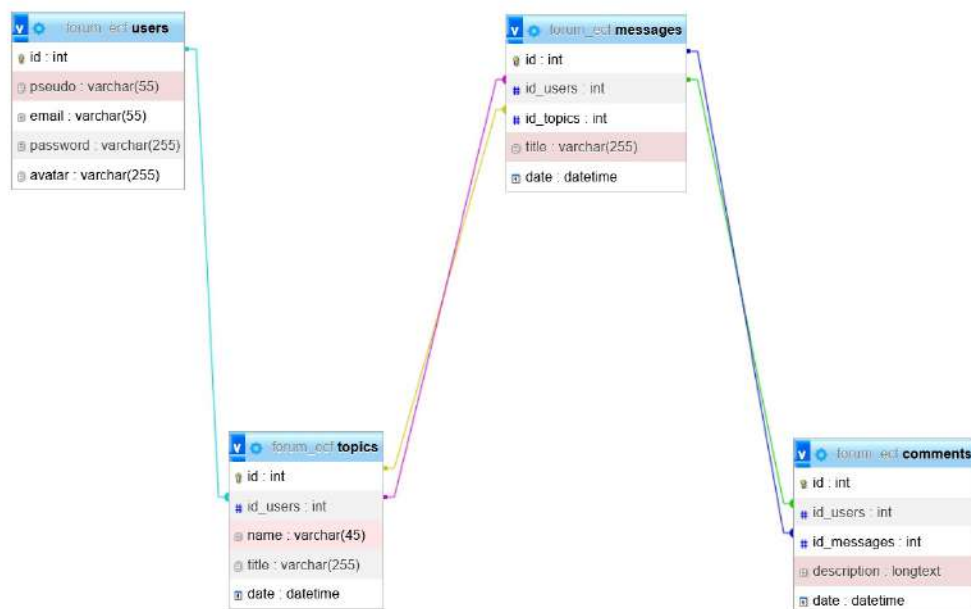 forum_ecf users
id : int
pseudo : varchar(55)
email : varchar(55)
password : varchar(255)
avatar : varchar(255)
forum_ecf messages
id : int
id_users : int
id_topics : int
title : varchar(255)
date : datetime
forum_ecf topics
id : int
id_users : int
name : varchar(45)
title : varchar(255)
date : datetime
forum_ecf comments
id : int
id_users : int
id_messages : int
description : longtext
date : datetime